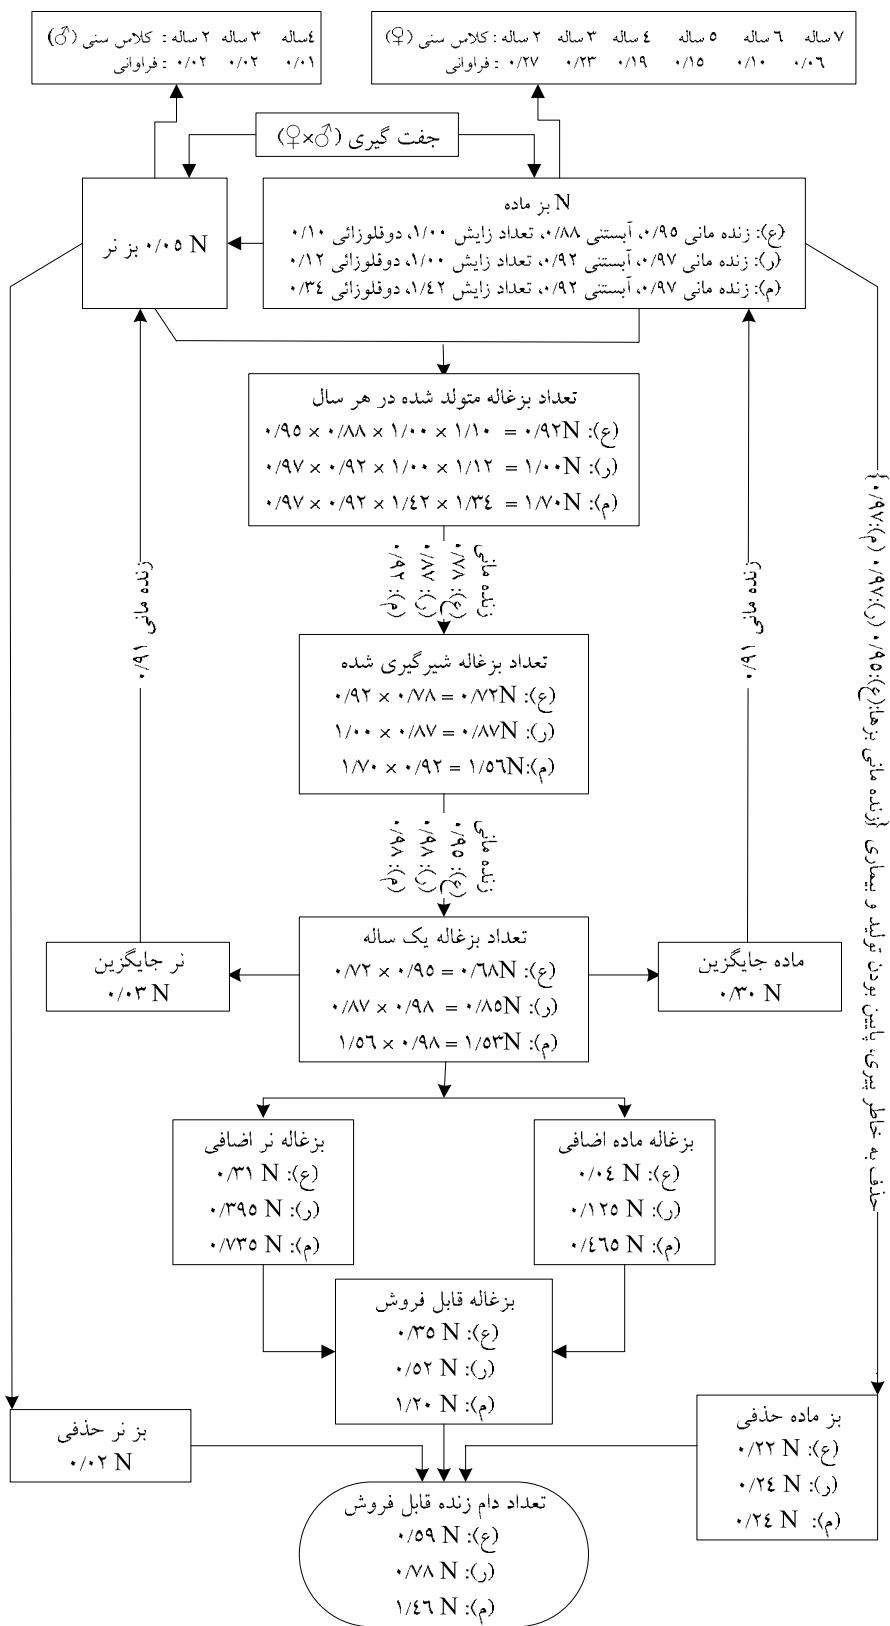 ۷ ساله ۶ ساله ۵ ساله ۴ ساله ۳ ساله ۲ ساله : کلاس سنی (♀)
۰/۰۶ ۰/۱۰ ۰/۱۵ ۰/۱۹ ۰/۲۳ ۰/۲۷ : فراوانی
۴ساله ۳ ساله ۲ ساله : کلاس سنی (♂)
۰/۰۱ ۰/۰۲ ۰/۰۲ : فراوانی
جفت گیری (♂×♀)
N بز ماده
(ع): زنده مانی ۰/۹۵، آبستنی ۰/۸۸، تعداد زایش ۱/۰۰، دوقلوزائی ۰/۱۰
(ر): زنده مانی ۰/۹۷، آبستنی ۰/۹۲، تعداد زایش ۱/۰۰، دوقلوزائی ۰/۱۲
(م): زنده مانی ۰/۹۷، آبستنی ۰/۹۲، تعداد زایش ۱/۴۲، دوقلوزائی ۰/۳۴
۰/۰۵ N بز نر
تعداد بزغاله متولد شده در هر سال
(ع): ۰/۹۵ × ۰/۸۸ × ۱/۰۰ × ۱/۱۰ = ۰/۹۲N
(ر): ۰/۹۷ × ۰/۹۲ × ۱/۰۰ × ۱/۱۲ = ۱/۰۰N
(م): ۰/۹۷ × ۰/۹۲ × ۱/۴۲ × ۱/۳۴ = ۱/۷۰N
زنده مانی
(ع): ۰/۷۸
(ر): ۰/۸۷
(م): ۰/۹۲
زنده مانی ۰/۹۱
زنده مانی ۰/۹۱
حذف به خاطر پیری، پایین بودن تولید و بیماری {زنده مانی بزها:(ع):۰/۹۵ (ر):۰/۹۷ (م):۰/۹۷}
تعداد بزغاله شیرگیری شده
(ع): ۰/۹۲ × ۰/۷۸ = ۰/۷۲N
(ر): ۱/۰۰ × ۰/۸۷ = ۰/۸۷N
(م): ۱/۷۰ × ۰/۹۲ = ۱/۵۶N
زنده مانی
(ع): ۰/۹۵
(ر): ۰/۹۸
(م): ۰/۹۸
تعداد بزغاله یک ساله
(ع): ۰/۷۲ × ۰/۹۵ = ۰/۶۸N
(ر): ۰/۸۷ × ۰/۹۸ = ۰/۸۵N
(م): ۱/۵۶ × ۰/۹۸ = ۱/۵۳N
ماده جایگزین
۰/۳۰ N
نر جایگزین
۰/۰۳ N
بزغاله ماده اضافی
(ع): ۰/۰۴ N
(ر): ۰/۱۲۵ N
(م): ۰/۴۶۵ N
بزغاله نر اضافی
(ع): ۰/۳۱ N
(ر): ۰/۳۹۵ N
(م): ۰/۷۳۵ N
بزغاله قابل فروش
(ع): ۰/۳۵ N
(ر): ۰/۵۲ N
(م): ۱/۲۰ N
بز ماده حذفی
(ع): ۰/۲۲ N
(ر): ۰/۲۴ N
(م): ۰/۲۴ N
بز نر حذفی
۰/۰۲ N
تعداد دام زنده قابل فروش
(ع): ۰/۵۹ N
(ر): ۰/۷۸ N
(م): ۱/۴۶ N